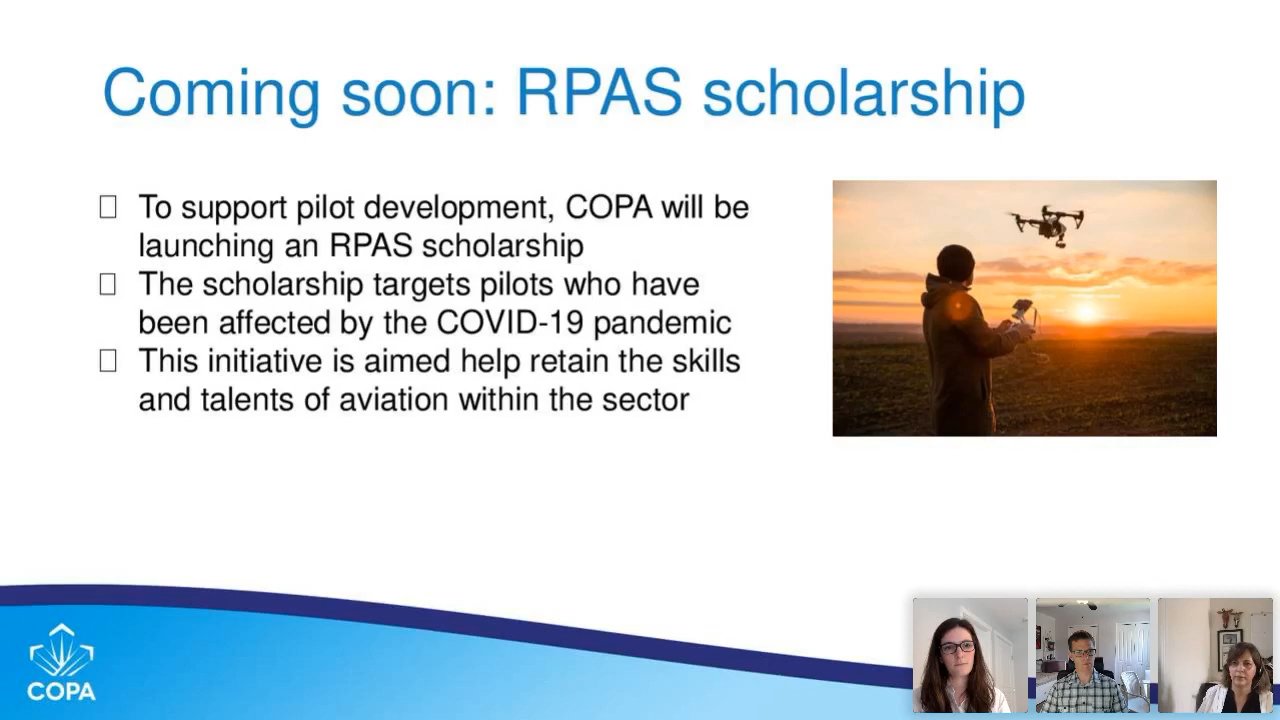 Coming soon: RPAS scholarship
To support pilot development, COPA will be
launching an RPAS scholarship
The scholarship targets pilots who have
been affected by the COVID-19 pandemic
This initiative is aimed help retain the skills
and talents of aviation within the sector
COPA